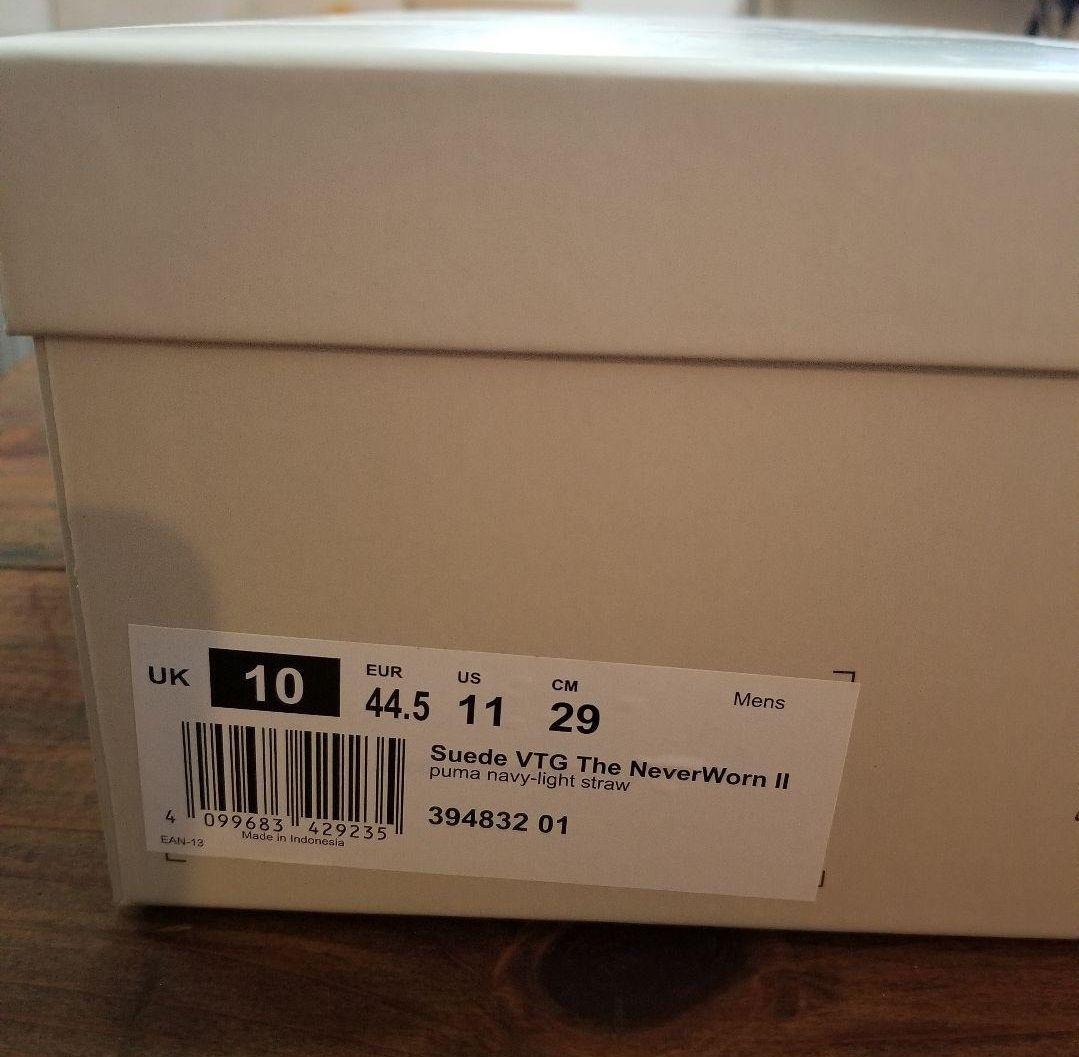 UK 10 EUR 44.5 US 11 CM 29 Mens
Suede VTG The NeverWorn II
puma navy-light straw
394832 01
4 099683 429235
EAN-13 Made in Indonesia